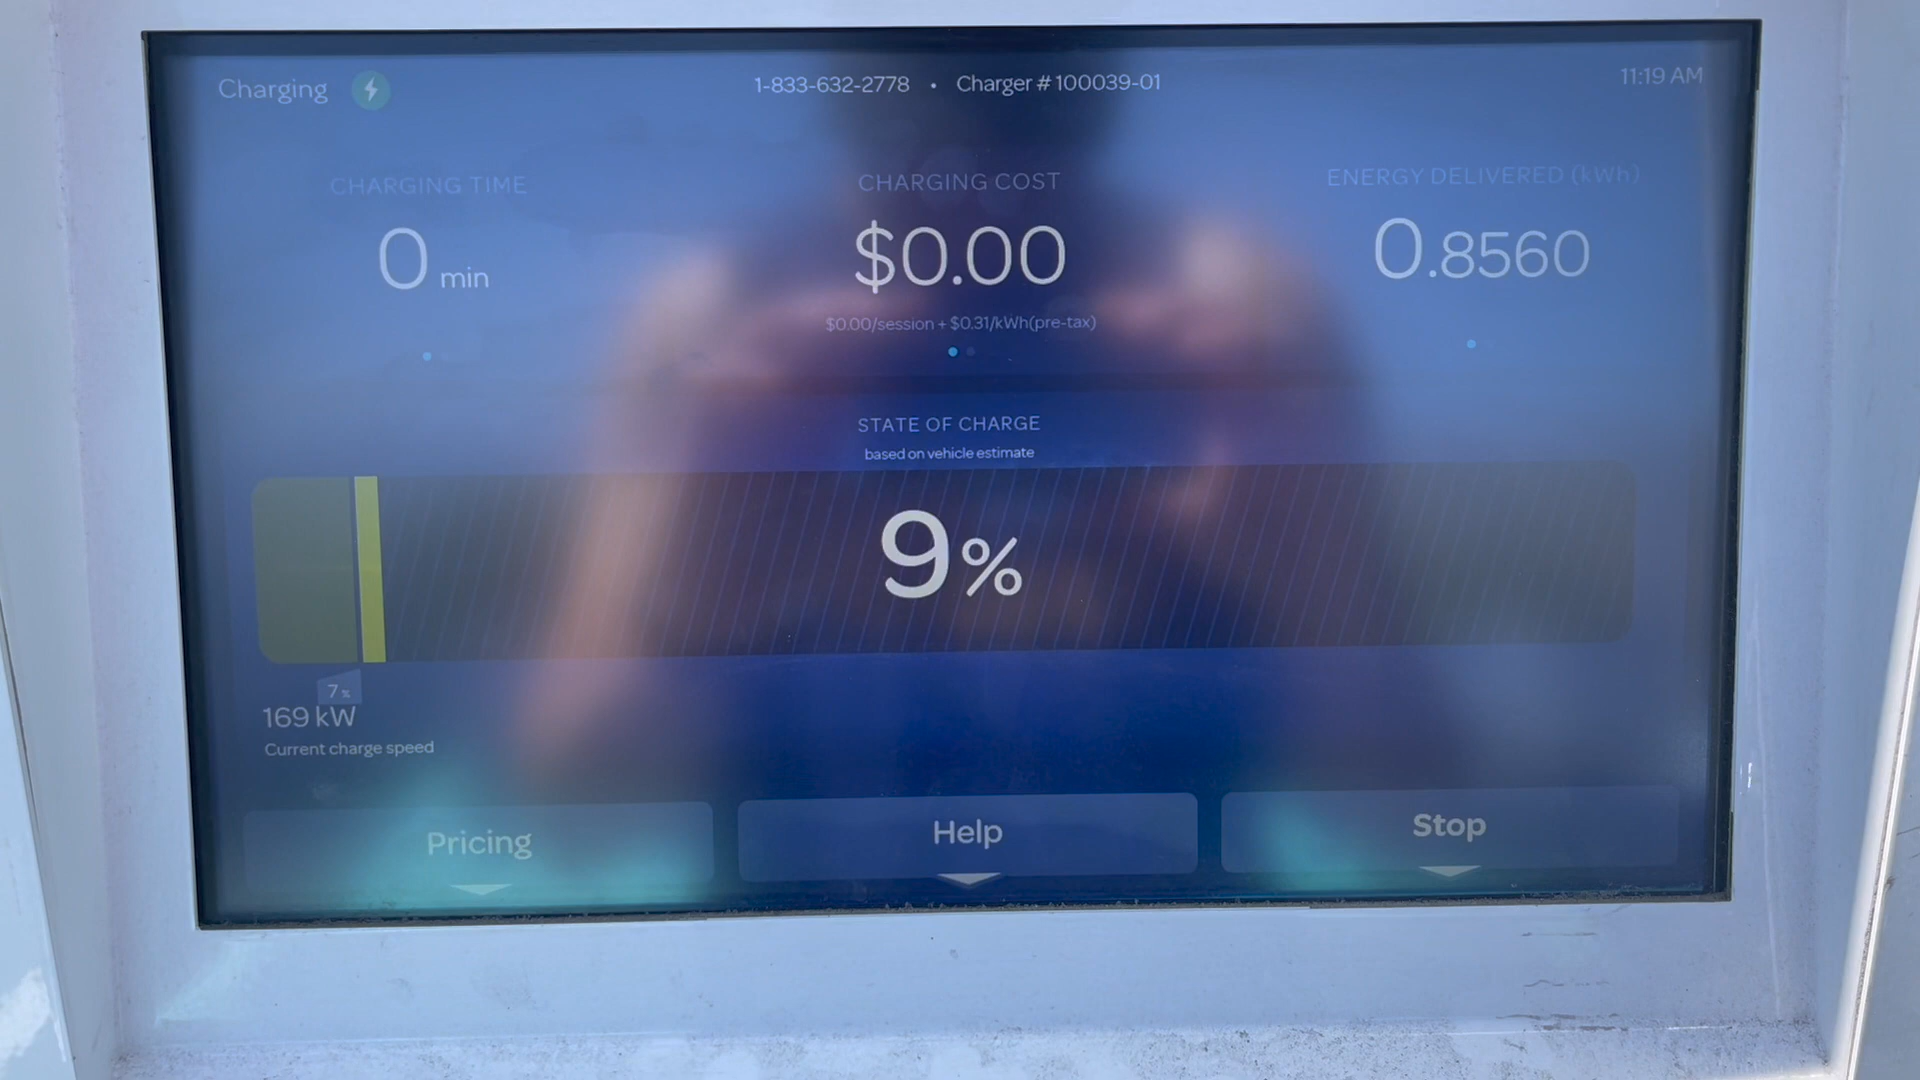 Charging
1-833-632-2778 • Charger # 100039-01
11:19 AM
CHARGING TIME
0 min
CHARGING COST
$0.00
$0.00/session + $0.31/kWh(pre-tax)
ENERGY DELIVERED (kWh)
0.8560
STATE OF CHARGE
based on vehicle estimate
9%
7%
169 kW
Current charge speed
Pricing
Help
Stop